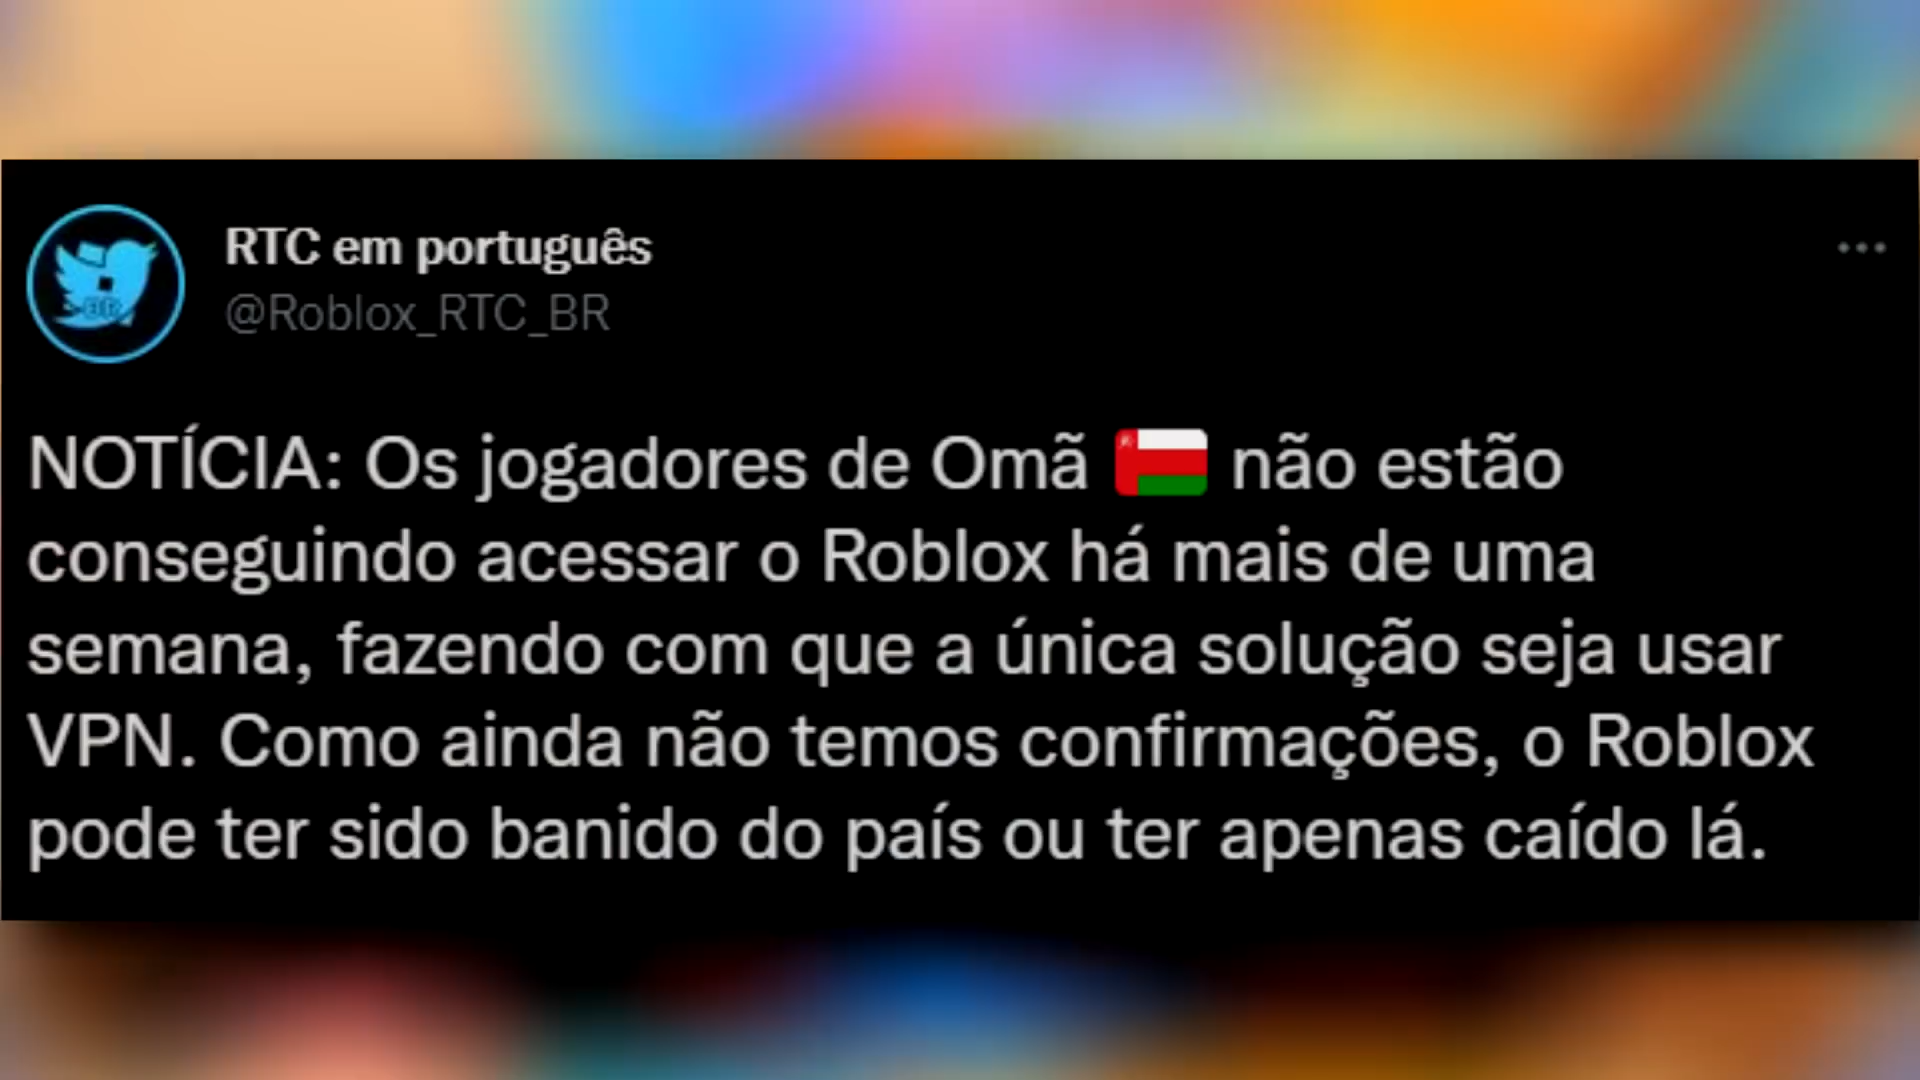 RTC em português
@Roblox_RTC_BR
NOTÍCIA: Os jogadores de Omã 🇴🇲 não estão
conseguindo acessar o Roblox há mais de uma
semana, fazendo com que a única solução seja usar
VPN. Como ainda não temos confirmações, o Roblox
pode ter sido banido do país ou ter apenas caído lá.